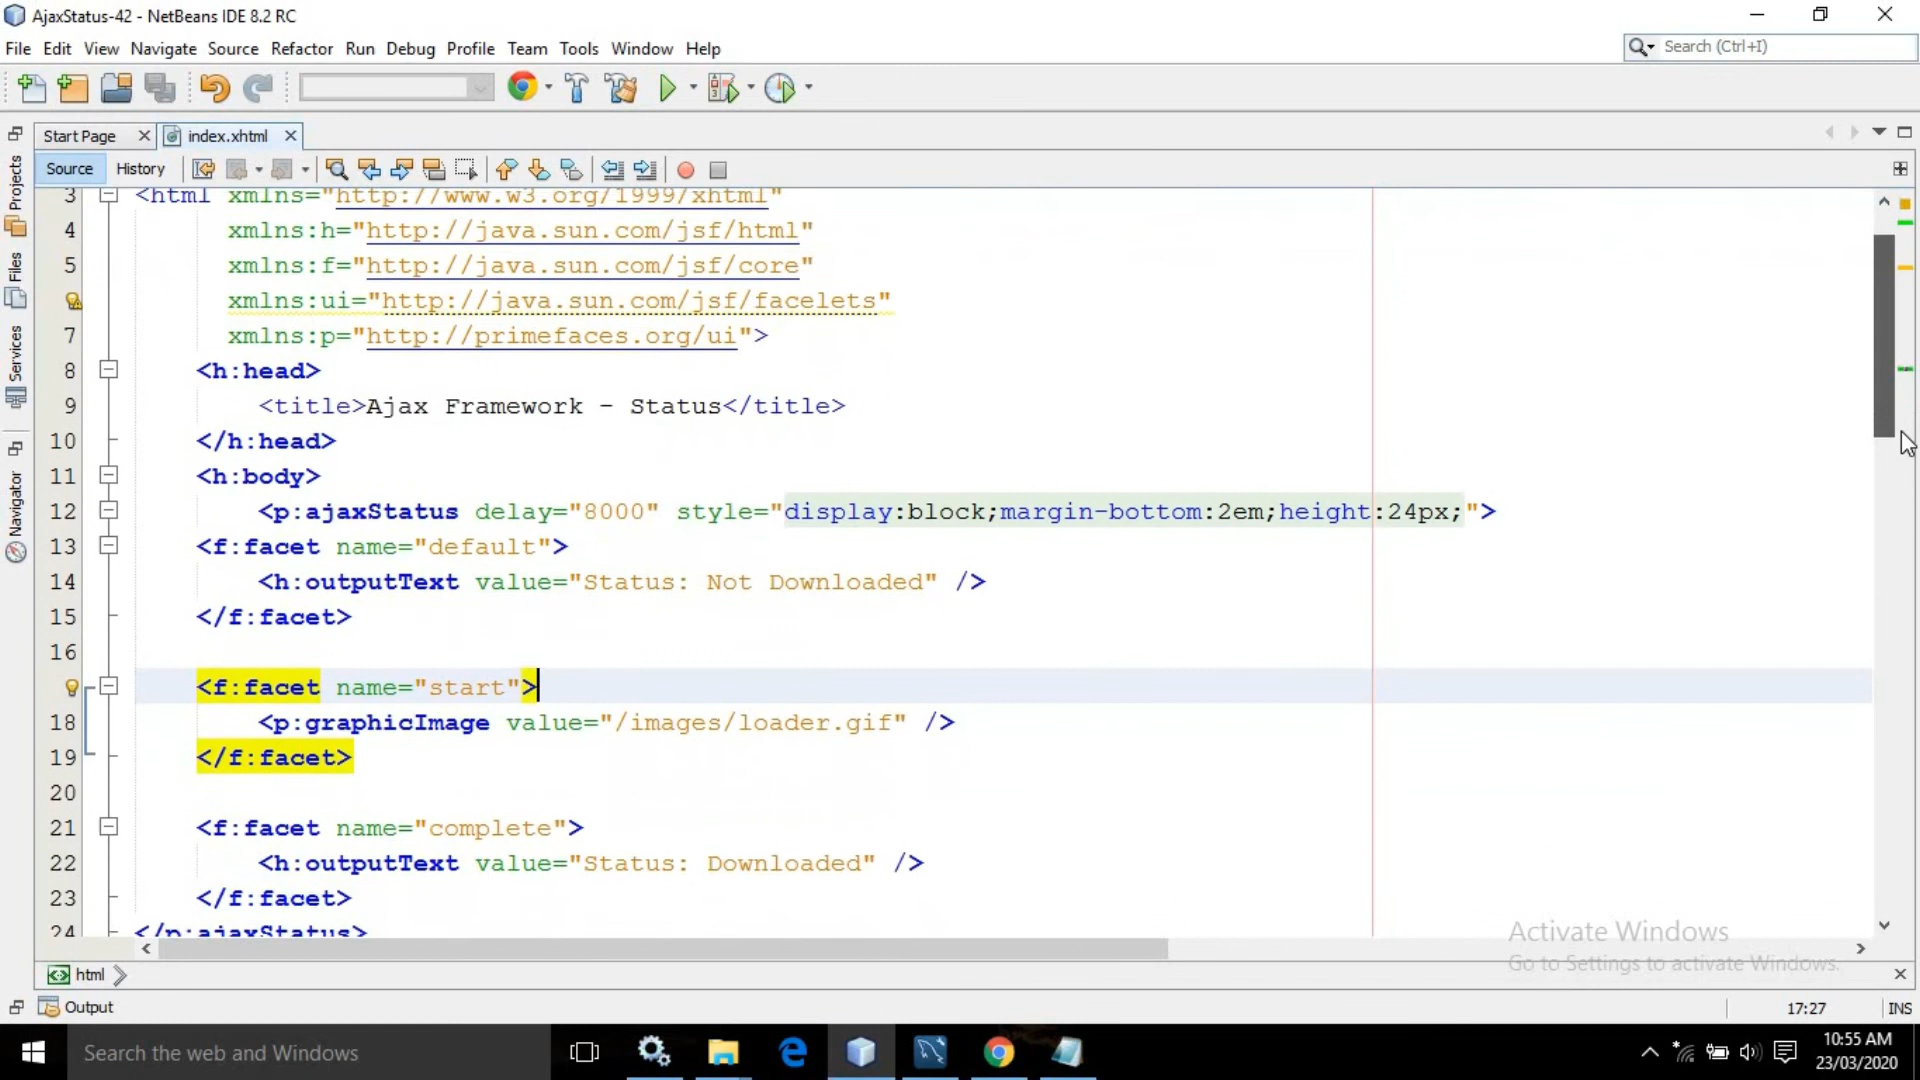 AjaxStatus-42 - NetBeans IDE 8.2 RC
File Edit View Navigate Source Refactor Run Debug Profile Team Tools Window Help
Search (Ctrl+I)
Start Page
index.xhtml
Source History
Projects
Files
Services
Navigator
3 <html xmlns="http://www.w3.org/1999/xhtml"
4 xmlns:h="http://java.sun.com/jsf/html"
5 xmlns:f="http://java.sun.com/jsf/core"
xmlns:ui="http://java.sun.com/jsf/facelets"
7 xmlns:p="http://primefaces.org/ui">
8 <h:head>
9 <title>Ajax Framework - Status</title>
10 </h:head>
11 <h:body>
12 <p:ajaxStatus delay="8000" style="display:block;margin-bottom:2em;height:24px;">
13 <f:facet name="default">
14 <h:outputText value="Status: Not Downloaded" />
15 </f:facet>
16
<f:facet name="start">
18 <p:graphicImage value="/images/loader.gif" />
19 </f:facet>
20
21 <f:facet name="complete">
22 <h:outputText value="Status: Downloaded" />
23 </f:facet>
24 </p:ajaxStatus>
Activate Windows
Go to Settings to activate Windows.
html
Output
17:27 INS
Search the web and Windows
10:55 AM
23/03/2020